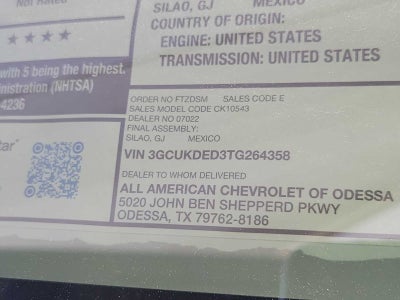 Not Rated
★★★★
with 5 being the highest.
ministration (NHTSA)
-4236
SILAO, GJ MEXICO
COUNTRY OF ORIGIN:
ENGINE: UNITED STATES
TRANSMISSION: UNITED STATES
ORDER NO FTZDSM SALES CODE E
SALES MODEL CODE CK10543
DEALER NO 07022
FINAL ASSEMBLY:
SILAO, GJ MEXICO
VIN 3GCUKDED3TG264358
DEALER TO WHOM DELIVERED
ALL AMERICAN CHEVROLET OF ODESSA
5020 JOHN BEN SHEPPERD PKWY
ODESSA, TX 79762-8186